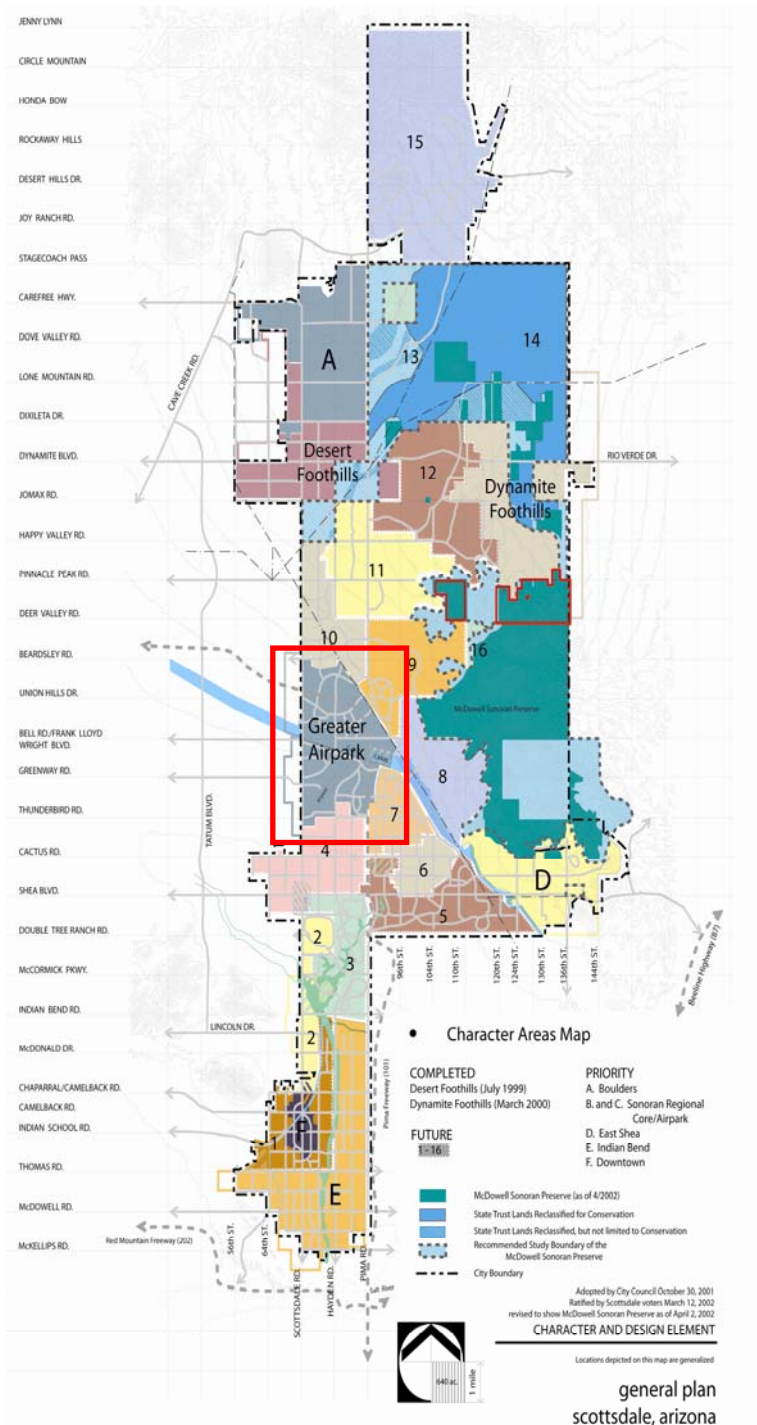 JENNY LYNN
CIRCLE MOUNTAIN
HONDA BOW
ROCKAWAY HILLS
DESERT HILLS DR.
JOY RANCH RD.
STAGECOACH PASS
CAREFREE HWY.
DOVE VALLEY RD.
LONE MOUNTAIN RD.
DIXILETA DR.
DYNAMITE BLVD.
JOMAX RD.
HAPPY VALLEY RD.
PINNACLE PEAK RD.
DEER VALLEY RD.
BEARDSLEY RD.
UNION HILLS DR.
BELL RD./FRANK LLOYD
WRIGHT BLVD.
GREENWAY RD.
THUNDERBIRD RD.
CACTUS RD.
SHEA BLVD.
DOUBLE TREE RANCH RD.
McCORMICK PKWY.
INDIAN BEND RD.
McDONALD DR.
CHAPARRAL/CAMELBACK RD.
CAMELBACK RD.
INDIAN SCHOOL RD.
THOMAS RD.
McDOWELL RD.
McKELLIPS RD.
15
A
13
14
CAVE CREEK RD.
Desert
Foothills
12
Dynamite
Foothills
RIO VERDE DR.
11
10
9
16
McDowell Sonoran Preserve
Greater
Airpark
8
7
TATUM BLVD.
4
6
D
5
2
3
96th ST.
104th ST.
110th ST.
120th ST.
124th ST.
130th ST.
136th ST.
144th ST.
Beeline Highway (87)
LINCOLN DR.
2
Pima Freeway (101)
1
F
E
56th ST.
64th ST.
Red Mountain Freeway (202)
SCOTTSDALE RD.
HAYDEN RD.
PIMA RD.
Salt River
• Character Areas Map
COMPLETED
Desert Foothills (July 1999)
Dynamite Foothills (March 2000)
FUTURE
1 - 16
PRIORITY
A. Boulders
B. and C. Sonoran Regional
Core/Airpark
D. East Shea
E. Indian Bend
F. Downtown
McDowell Sonoran Preserve (as of 4/2002)
State Trust Lands Reclassified for Conservation
State Trust Lands Reclassified, but not limited to Conservation
Recommended Study Boundary of the
McDowell Sonoran Preserve
City Boundary
Adopted by City Council October 30, 2001
Ratified by Scottsdale voters March 12, 2002
revised to show McDowell Sonoran Preserve as of April 2, 2002
CHARACTER AND DESIGN ELEMENT
Locations depicted on this map are generalized
640 ac.
1 mile
general plan
scottsdale, arizona